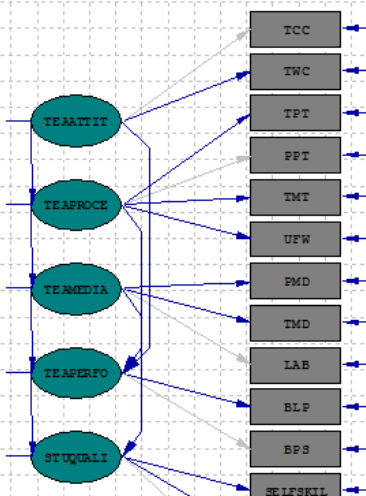 TCC
TWC
TEAATTIT
TPT
PPT
TEAPROCE
TMT
UFW
TEAMEDIA
PMD
TMD
LAB
TEAPERFO
BLP
BPS
STUQUALI
SELFSKIL